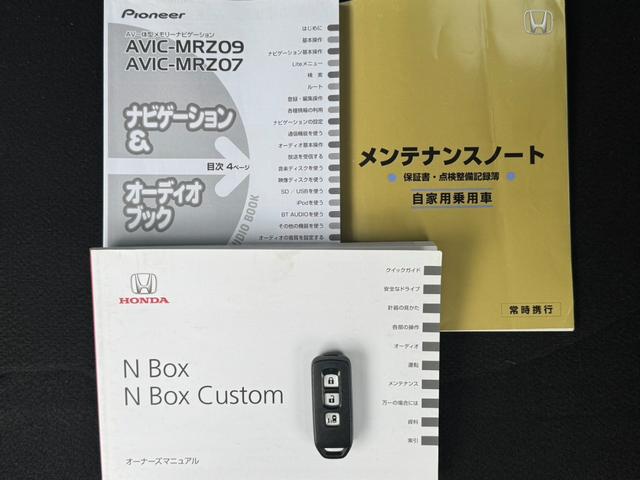 Pioneer
AV一体型メモリーナビゲーション
AVIC-MRZ09
AVIC-MRZ07
ナビゲーション
&
目次 4ページ
オーディオ
ブック
はじめに
基本操作
ナビゲーション基本操作
Liteメニュー
検 索
ルート
登録・編集操作
各種情報の利用
ナビゲーションの設定
通信機能を使う
オーディオ基本操作
放送を受信する
音楽ディスクを使う
映像ディスクを使う
SD / USBを使う
iPodを使う
BT AUDIOを使う
その他の機器を使う
オーディオの音質を設定する
メンテナンスノート
保証書・点検整備記録簿
自家用乗用車
常時携行
HONDA
N Box
N Box Custom
オーナーズマニュアル
クイックガイド
安全なドライブ
計器の見かた
各部の操作
オーディオ
運転
メンテナンス
万一の場合には
資料
索引